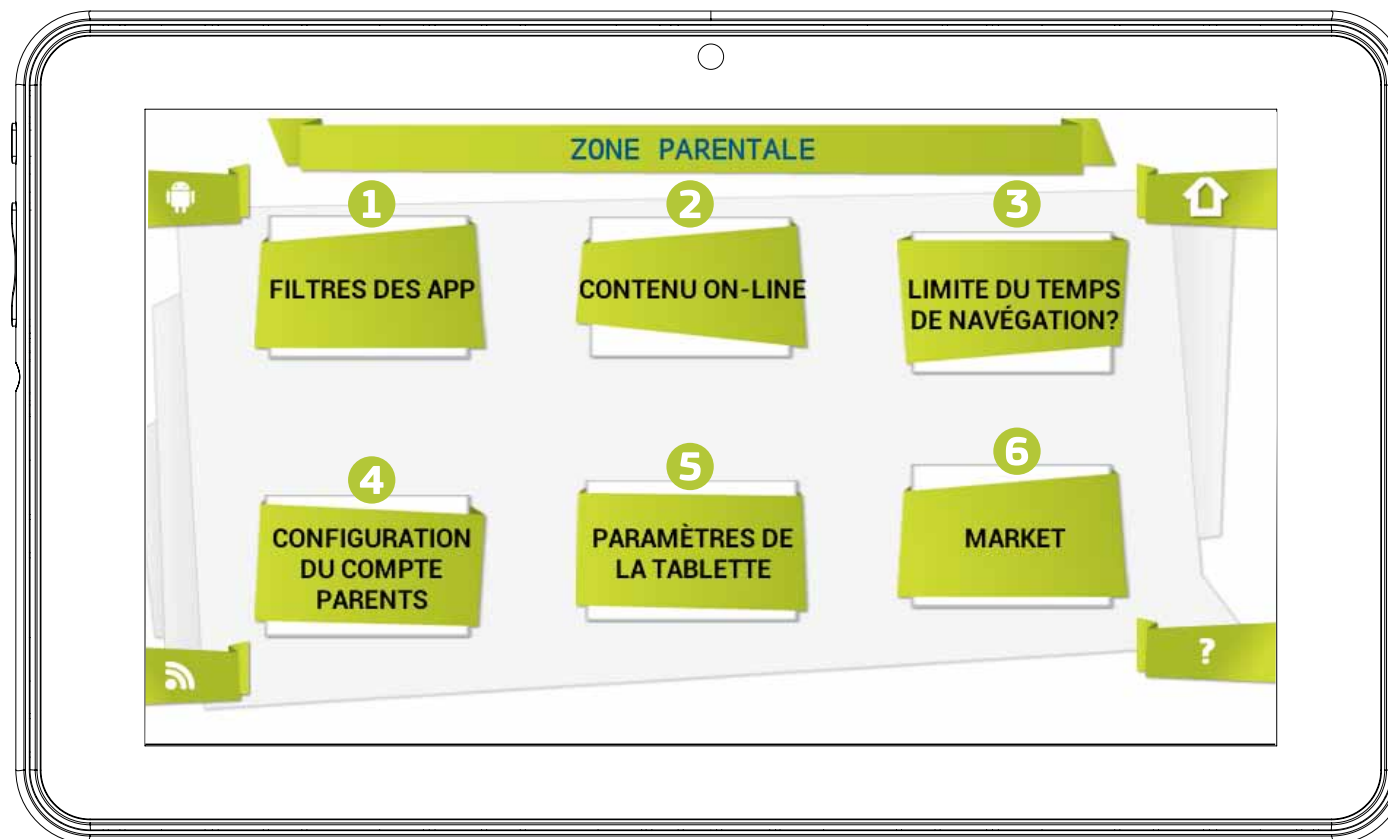 ZONE PARENTALE
1
2
3
FILTRES DES APP
CONTENU ON-LINE
LIMITE DU TEMPS
DE NAVÉGATION?
4
5
6
CONFIGURATION
DU COMPTE
PARENTS
PARAMÈTRES DE
LA TABLETTE
MARKET
?